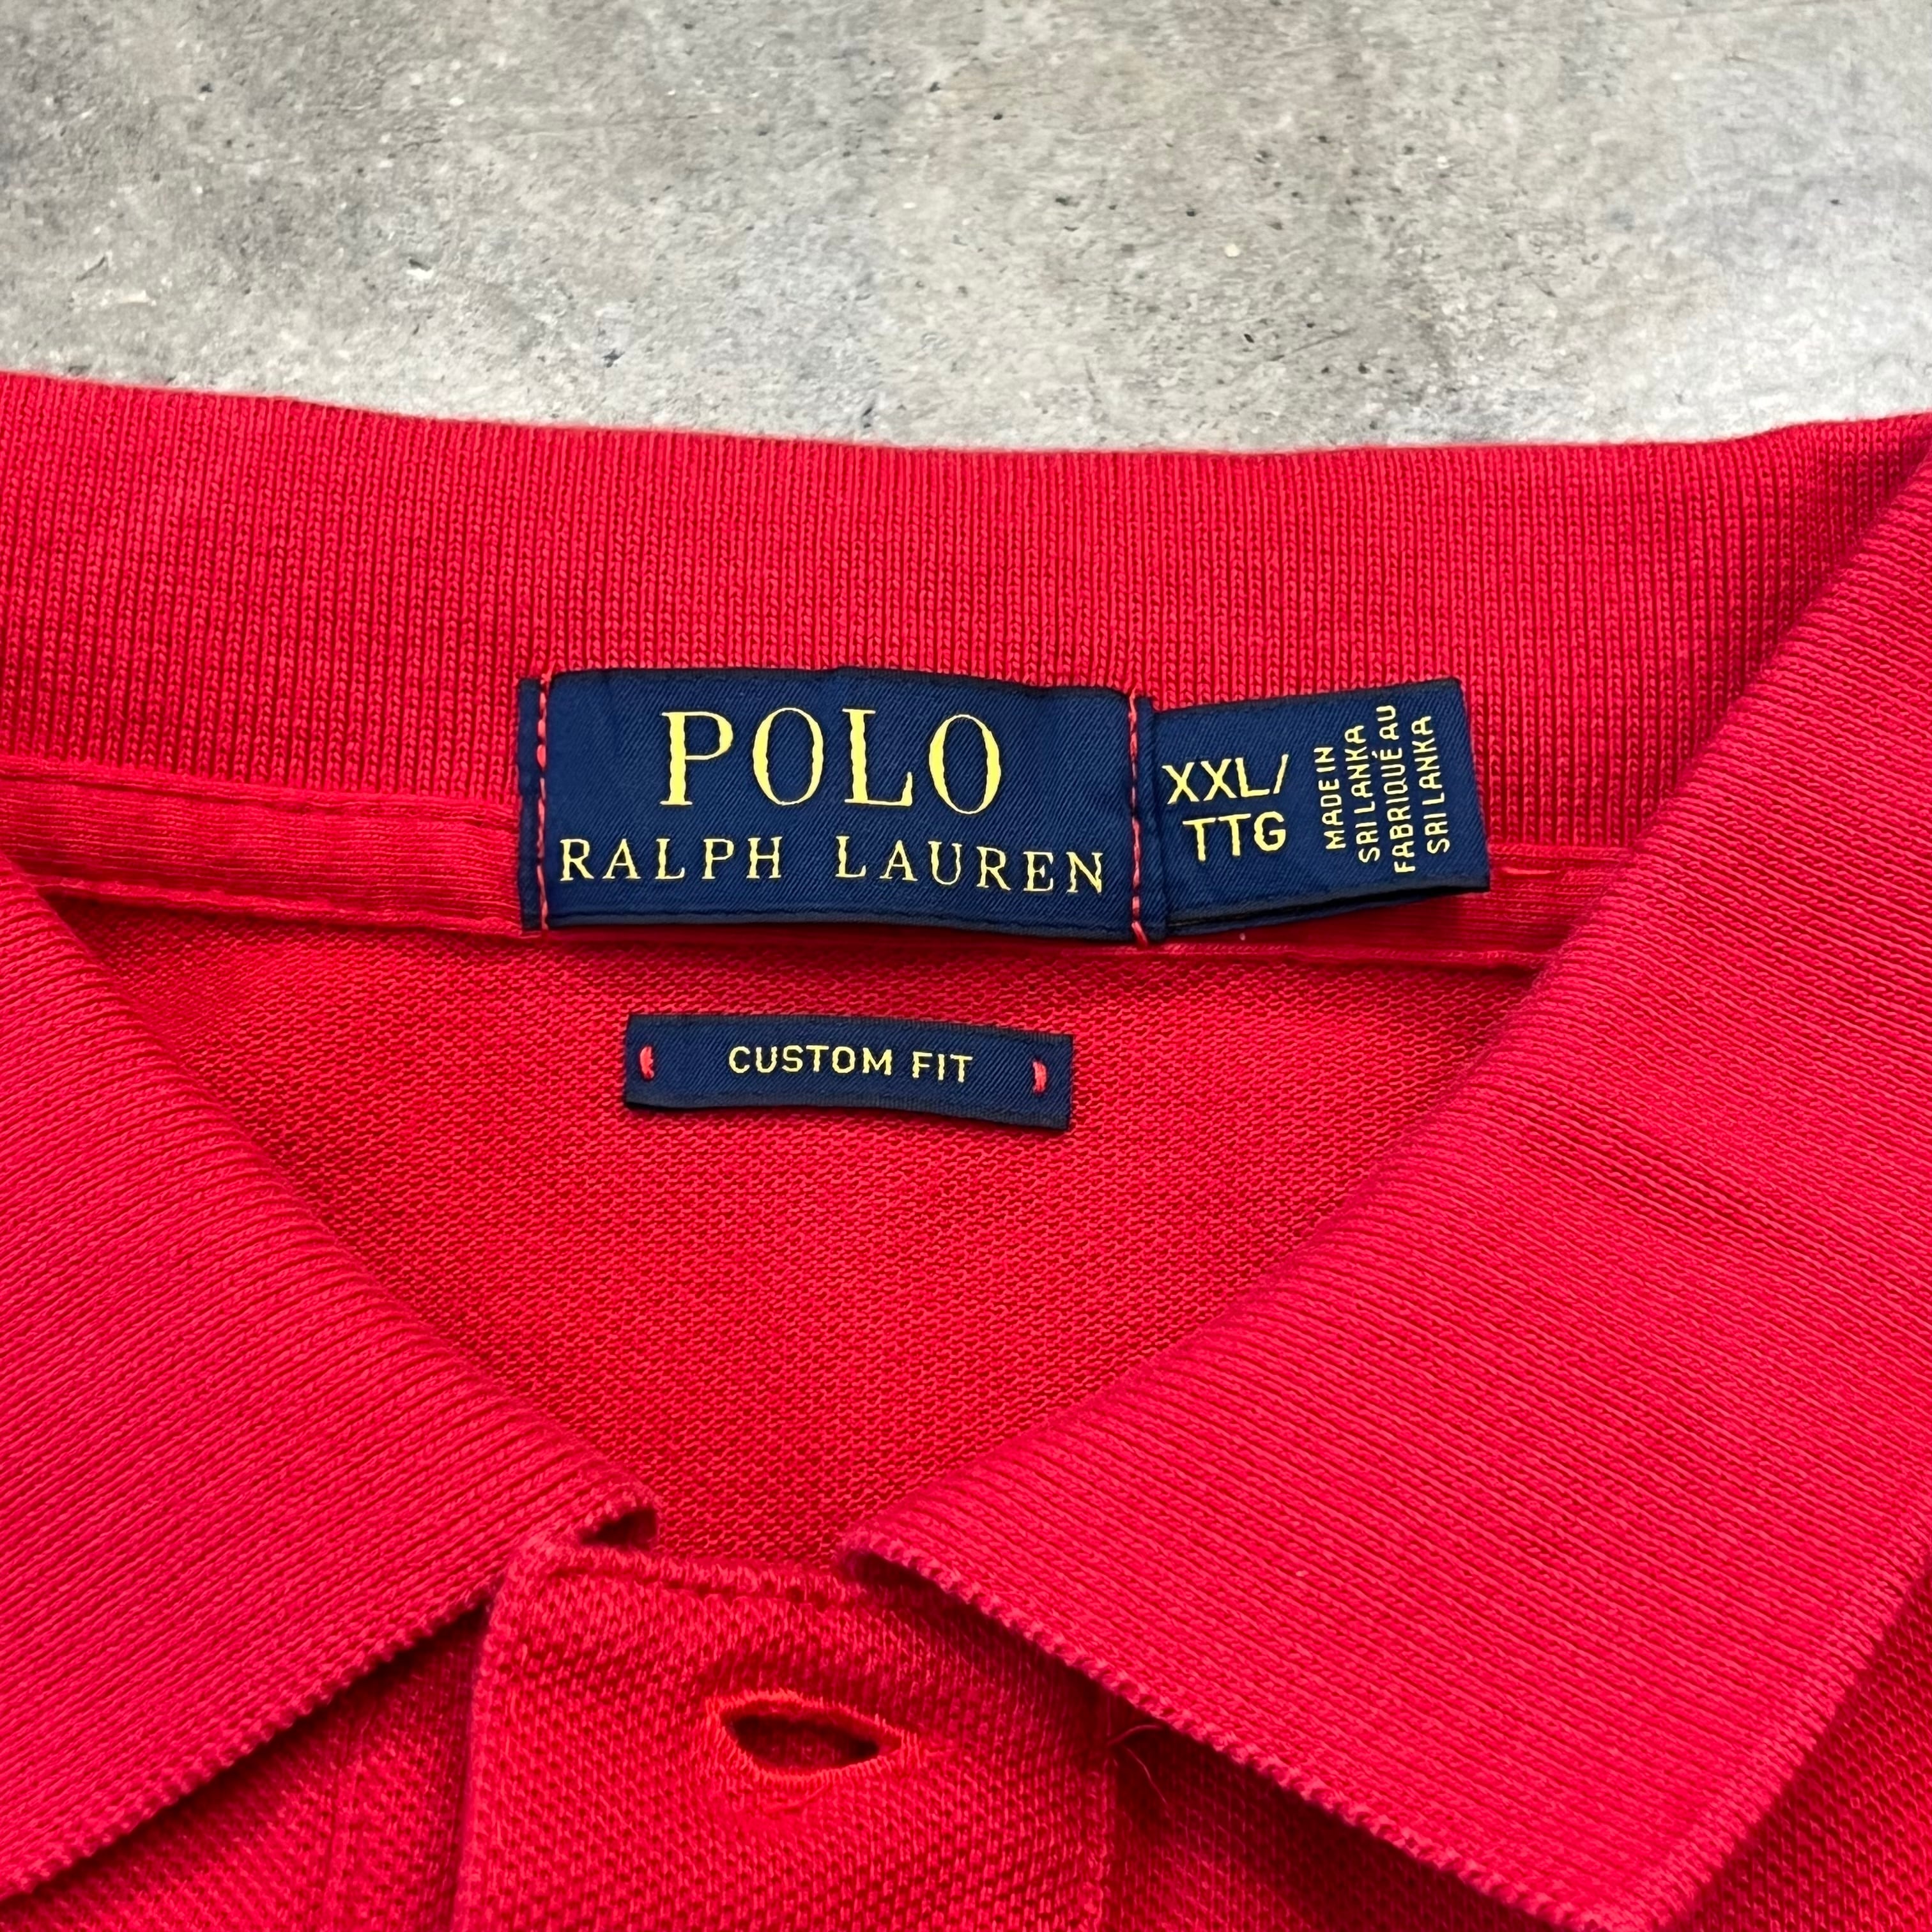 POLO
RALPH LAUREN
XXL/
TTG
MADE IN
SRI LANKA
FABRIQUÉ AU
SRI LANKA
CUSTOM FIT